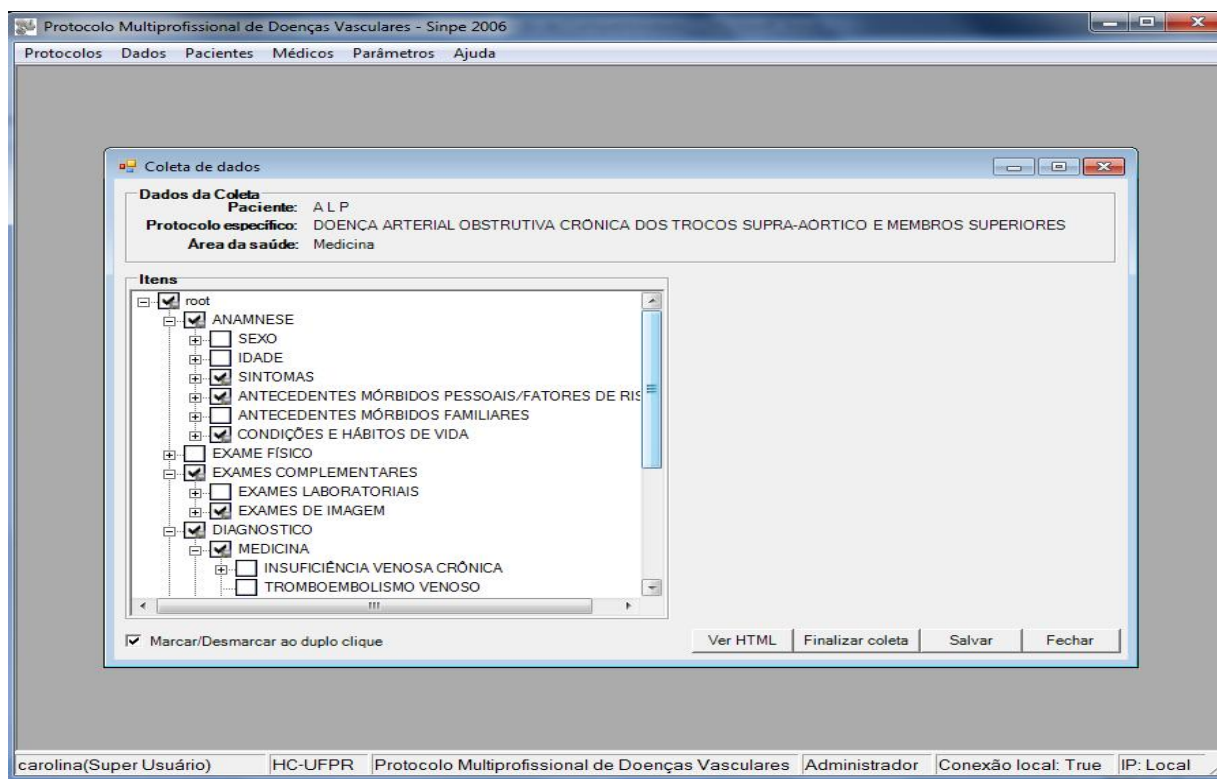 Protocolo Multiprofissional de Doenças Vasculares - Sinpe 2006
Protocolos Dados Pacientes Médicos Parâmetros Ajuda
Coleta de dados
Dados da Coleta
Paciente: A L P
Protocolo específico: DOENÇA ARTERIAL OBSTRUTIVA CRÔNICA DOS TROCOS SUPRA-AÓRTICO E MEMBROS SUPERIORES
Área da saúde: Medicina
Itens
root
ANAMNESE
SEXO
IDADE
SINTOMAS
ANTECEDENTES MÓRBIDOS PESSOAIS/FATORES DE RIS
ANTECEDENTES MÓRBIDOS FAMILIARES
CONDIÇÕES E HÁBITOS DE VIDA
EXAME FÍSICO
EXAMES COMPLEMENTARES
EXAMES LABORATORIAIS
EXAMES DE IMAGEM
DIAGNOSTICO
MEDICINA
INSUFICIÊNCIA VENOSA CRÔNICA
TROMBOEMBOLISMO VENOSO
Marcar/Desmarcar ao duplo clique
Ver HTML Finalizar coleta Salvar Fechar
carolina(Super Usuário) HC-UFPR Protocolo Multiprofissional de Doenças Vasculares Administrador Conexão local: True IP: Local